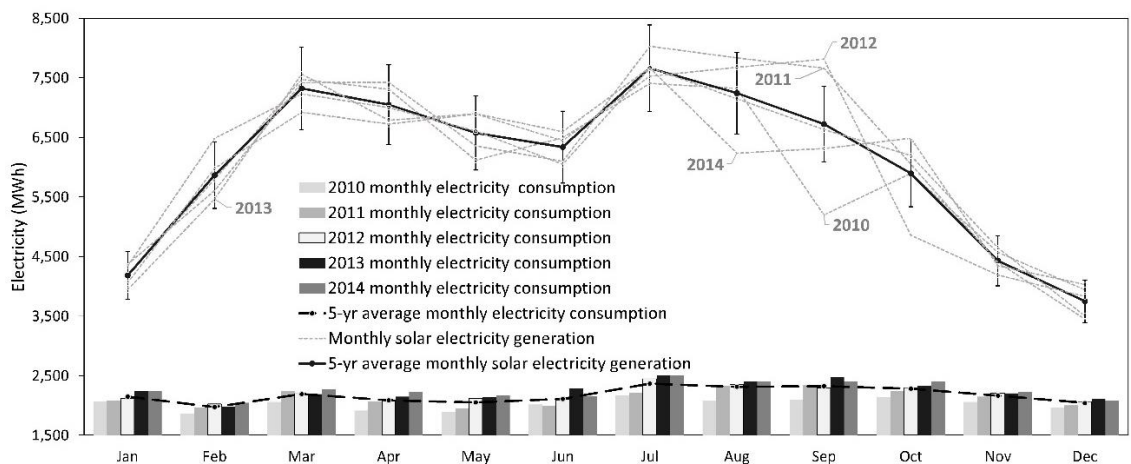 8,500
7,500
6,500
5,500
4,500
3,500
2,500
1,500
Electricity (MWh)
2012
2011
2014
2013
2010
2010 monthly electricity consumption
2011 monthly electricity consumption
2012 monthly electricity consumption
2013 monthly electricity consumption
2014 monthly electricity consumption
5-yr average monthly electricity consumption
Monthly solar electricity generation
5-yr average monthly solar electricity generation
Jan Feb Mar Apr May Jun Jul Aug Sep Oct Nov Dec